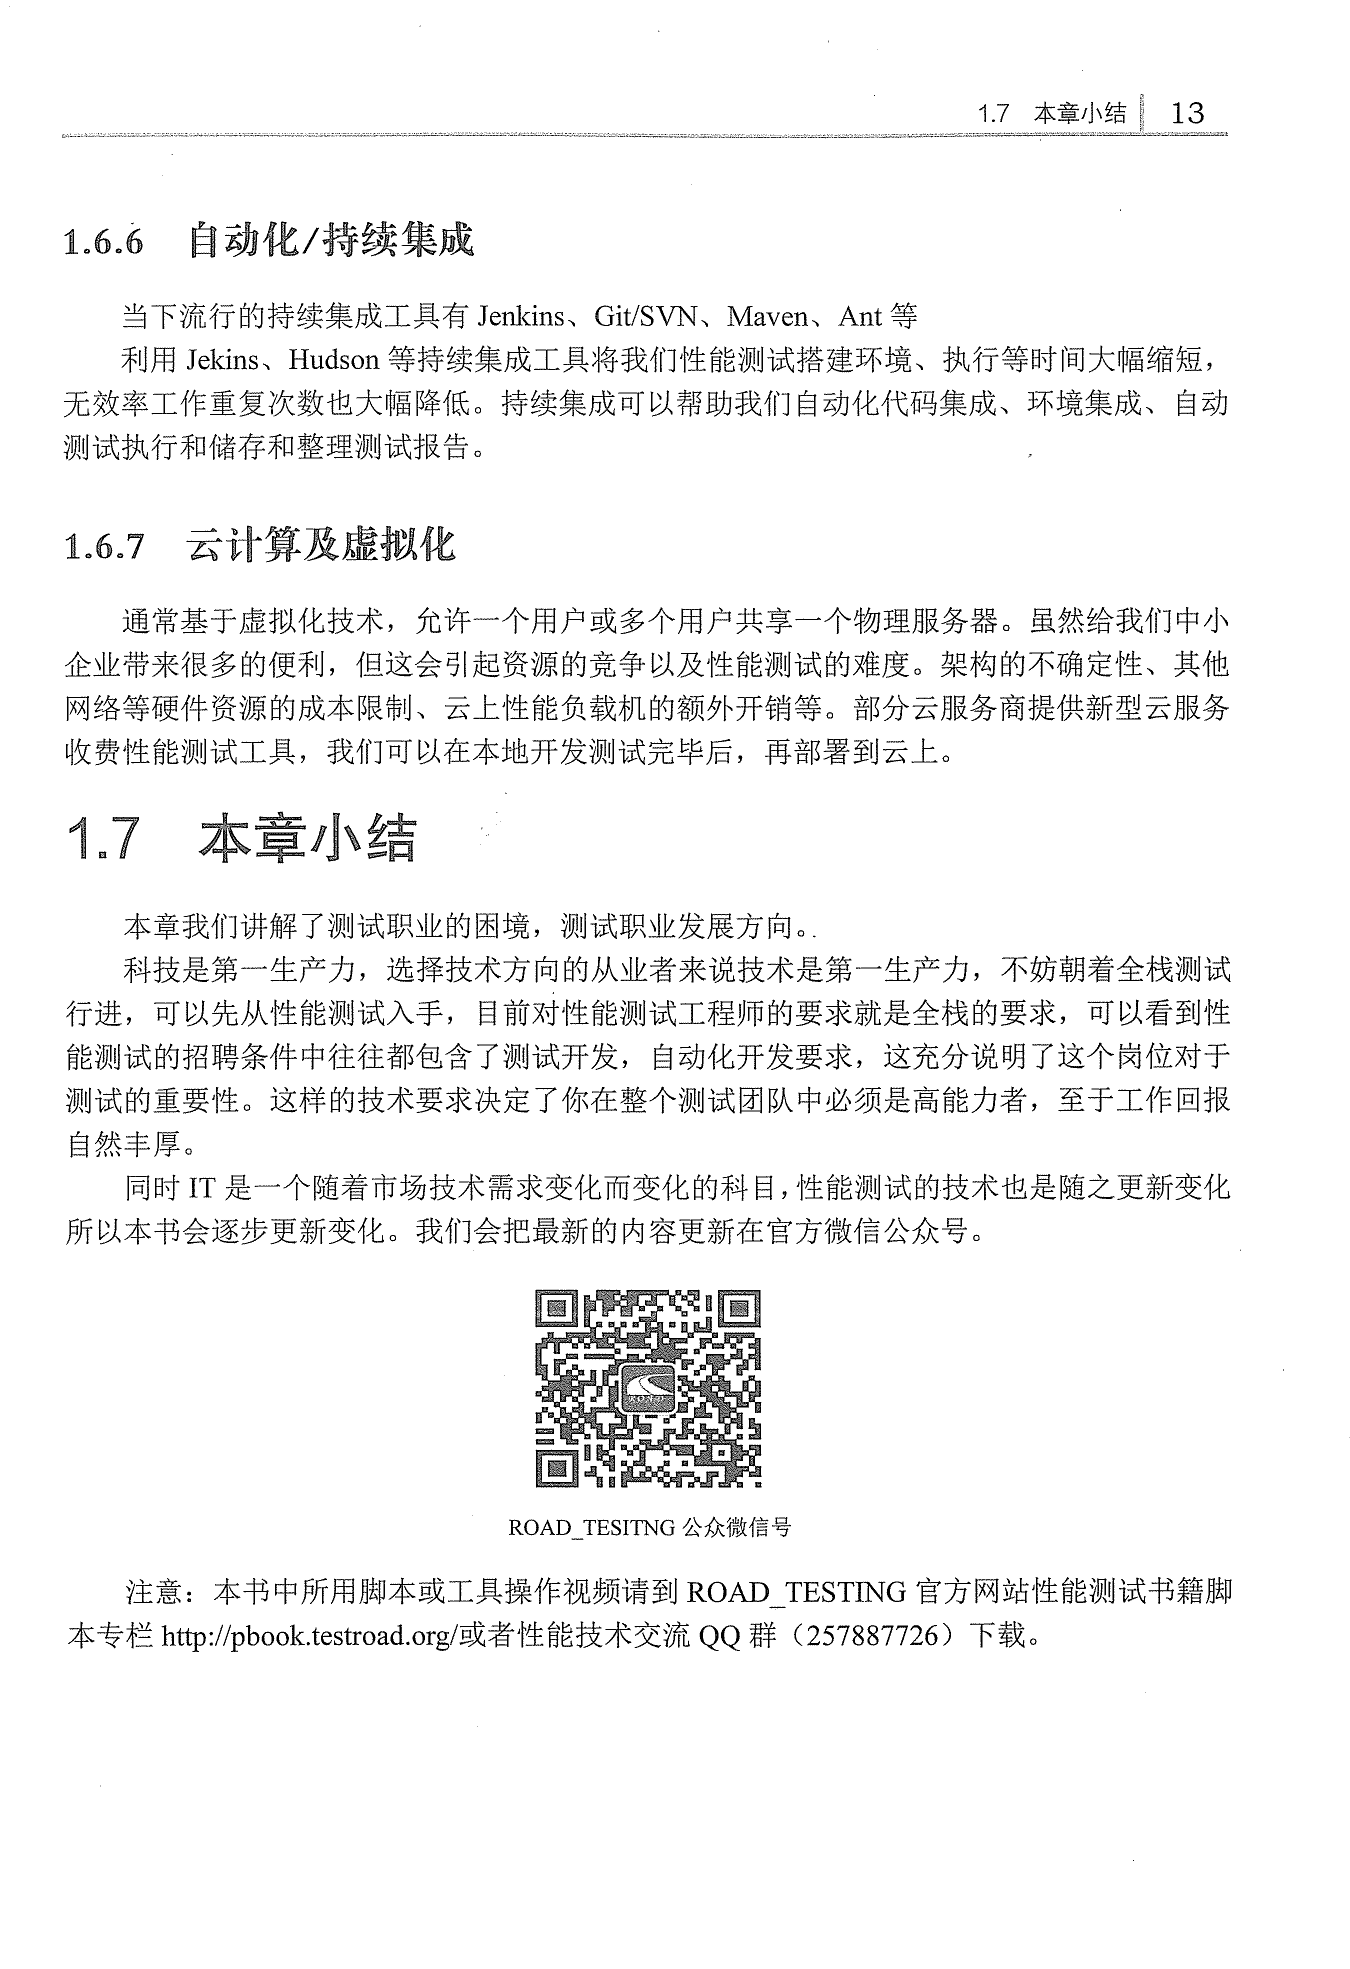 1.7 本章小结 13
1.6.6 自动化/持续集成
当下流行的持续集成工具有 Jenkins、Git/SVN、Maven、Ant 等
利用 Jekins、Hudson 等持续集成工具将我们性能测试搭建环境、执行等时间大幅缩短，
无效率工作重复次数也大幅降低。持续集成可以帮助我们自动化代码集成、环境集成、自动
测试执行和储存和整理测试报告。
1.6.7 云计算及虚拟化
通常基于虚拟化技术，允许一个用户或多个用户共享一个物理服务器。虽然给我们中小
企业带来很多的便利，但这会引起资源的竞争以及性能测试的难度。架构的不确定性、其他
网络等硬件资源的成本限制、云上性能负载机的额外开销等。部分云服务商提供新型云服务
收费性能测试工具，我们可以在本地开发测试完毕后，再部署到云上。
1.7 本章小结
本章我们讲解了测试职业的困境，测试职业发展方向。
科技是第一生产力，选择技术方向的从业者来说技术是第一生产力，不妨朝着全栈测试
行进，可以先从性能测试入手，目前对性能测试工程师的要求就是全栈的要求，可以看到性
能测试的招聘条件中往往都包含了测试开发，自动化开发要求，这充分说明了这个岗位对于
测试的重要性。这样的技术要求决定了你在整个测试团队中必须是高能力者，至于工作回报
自然丰厚。
同时 IT 是一个随着市场技术需求变化而变化的科目，性能测试的技术也是随之更新变化
所以本书会逐步更新变化。我们会把最新的内容更新在官方微信公众号。
ROAD_TESITNG 公众微信号
注意：本书中所用脚本或工具操作视频请到 ROAD_TESTING 官方网站性能测试书籍脚
本专栏 http://pbook.testroad.org/或者性能技术交流 QQ 群（257887726）下载。